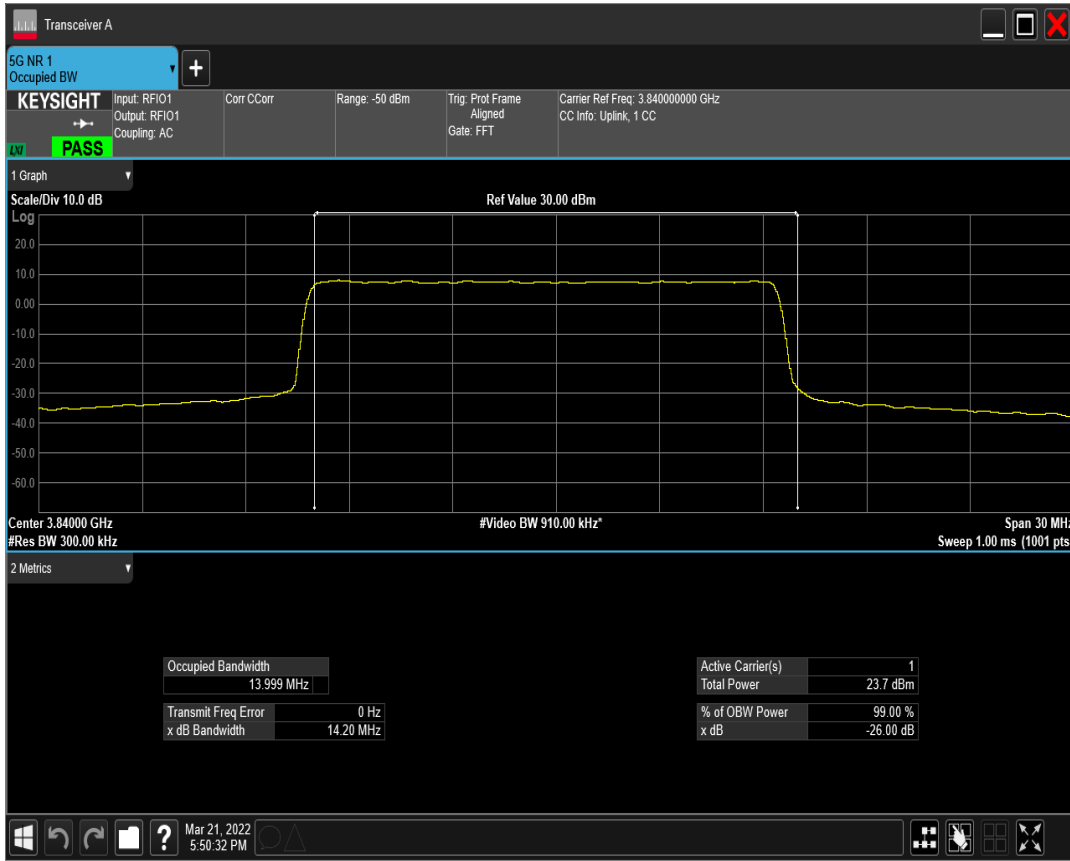 Transceiver A
5G NR 1
Occupied BW
KEYSIGHT
LXI
PASS
Input: RFIO1
Output: RFIO1
Coupling: AC
Corr CCorr
Range: -50 dBm
Trig: Prot Frame
Aligned
Gate: FFT
Carrier Ref Freq: 3.840000000 GHz
CC Info: Uplink, 1 CC
1 Graph
Scale/Div 10.0 dB
Ref Value 30.00 dBm
Log
20.0
10.0
0.00
-10.0
-20.0
-30.0
-40.0
-50.0
-60.0
Center 3.84000 GHz
#Video BW 910.00 kHz*
Span 30 MHz
#Res BW 300.00 kHz
Sweep 1.00 ms (1001 pts
2 Metrics
Occupied Bandwidth
13.999 MHz
Transmit Freq Error 0 Hz
x dB Bandwidth 14.20 MHz
Active Carrier(s) 1
Total Power 23.7 dBm
% of OBW Power 99.00 %
x dB -26.00 dB
?
Mar 21, 2022
5:50:32 PM